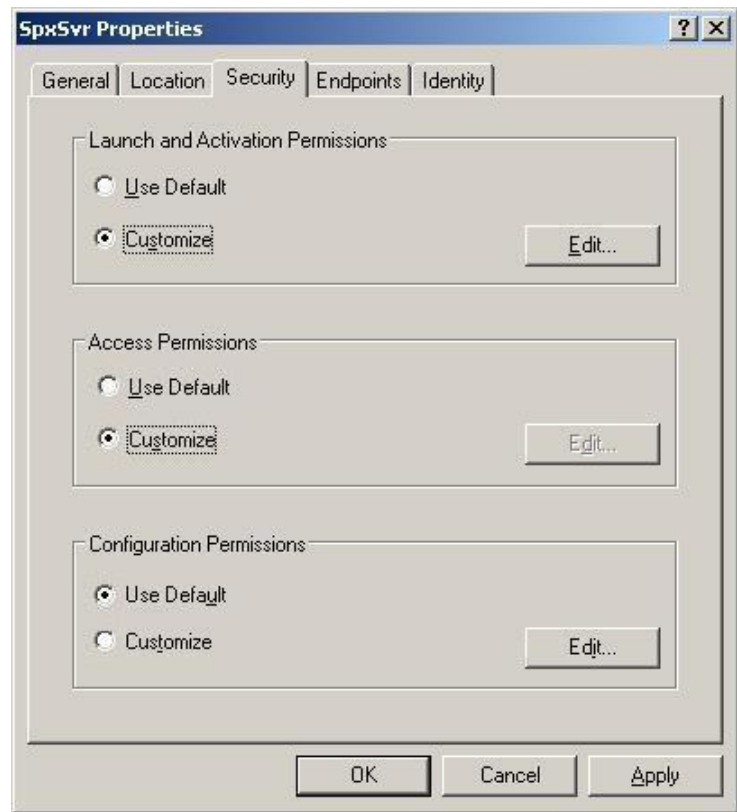 SpxSvr Properties
General Location Security Endpoints Identity
Launch and Activation Permissions
Use Default
Customize
Edit...
Access Permissions
Use Default
Customize
Edit...
Configuration Permissions
Use Default
Customize
Edit...
OK Cancel Apply